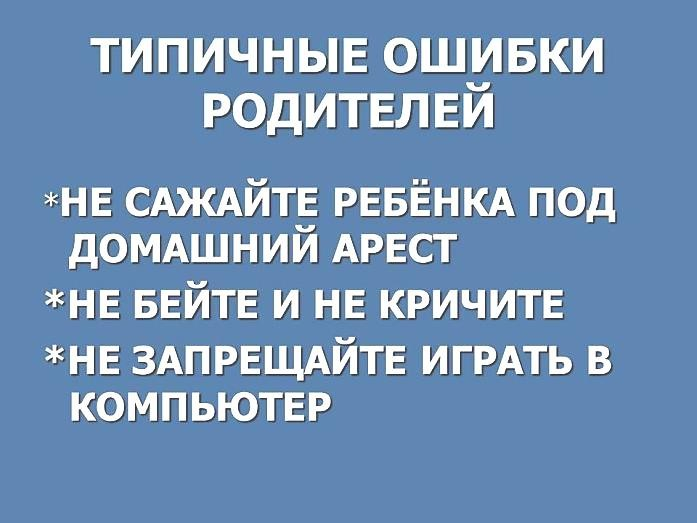 ТИПИЧНЫЕ ОШИБКИ
РОДИТЕЛЕЙ
*НЕ САЖАЙТЕ РЕБЁНКА ПОД
ДОМАШНИЙ АРЕСТ
*НЕ БЕЙТЕ И НЕ КРИЧИТЕ
*НЕ ЗАПРЕЩАЙТЕ ИГРАТЬ В
КОМПЬЮТЕР